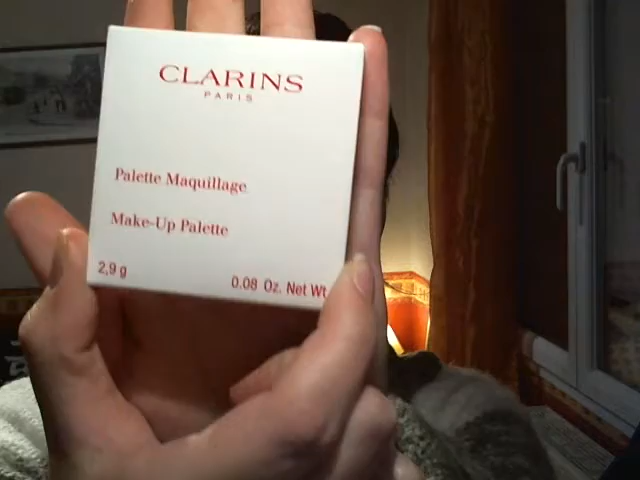 CLARINS
PARIS
Palette Maquillage
Make-Up Palette
2,9 g
0.08 Oz. Net Wt.